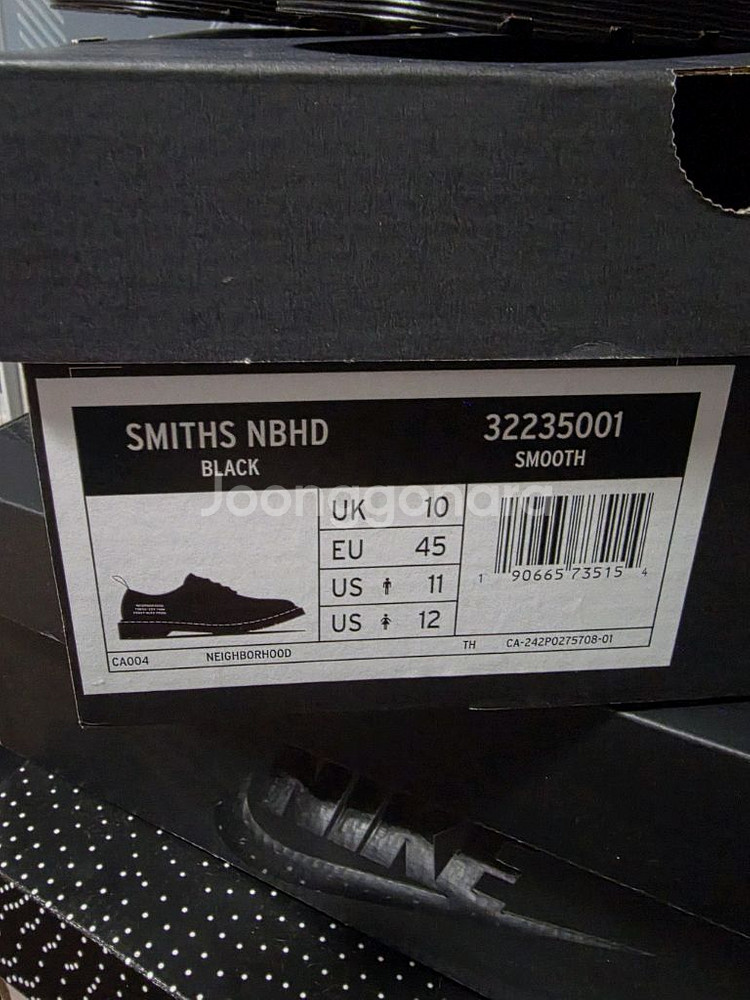 SMITHS NBHD
BLACK
32235001
SMOOTH
Joonggonara
UK 10
EU 45
US 11
US 12
1 90665 73515 4
CA004 NEIGHBORHOOD TH CA-242P0275708-01
NIKE